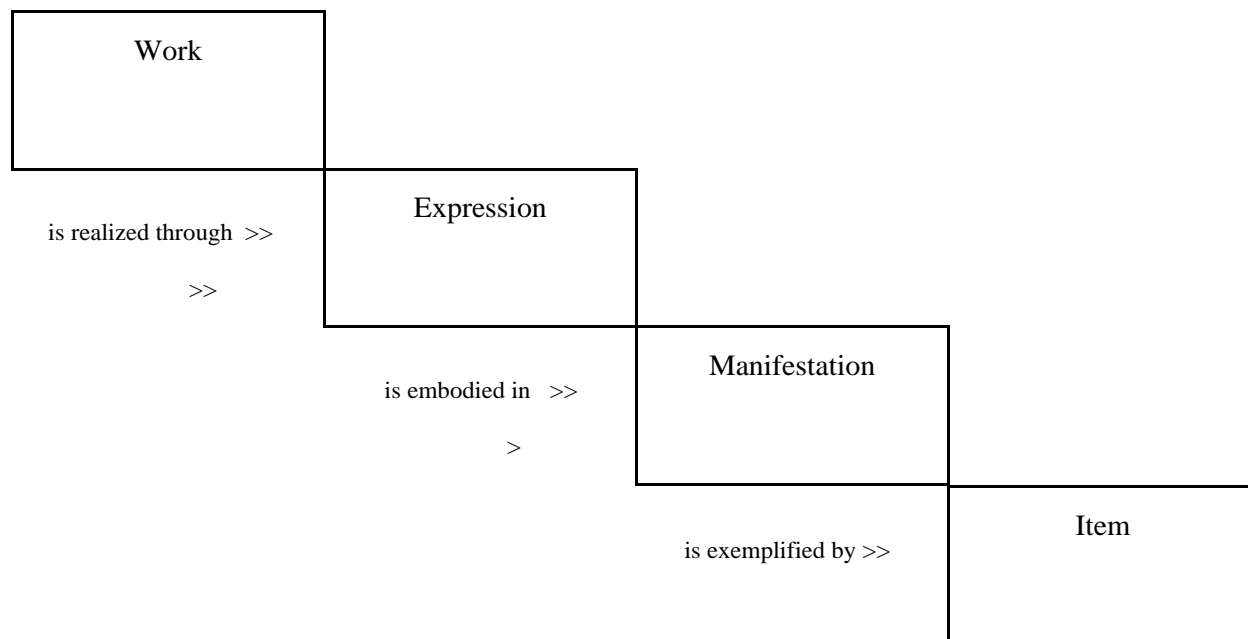 Work
Expression
is realized through >>
>>
Manifestation
is embodied in >>
>
Item
is exemplified by >>